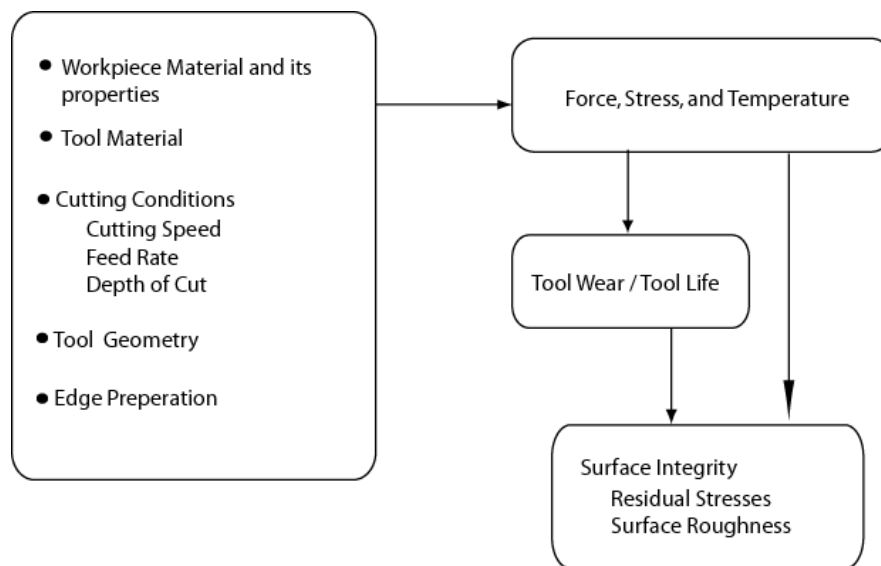 Workpiece Material and its
properties
Tool Material
Cutting Conditions
Cutting Speed
Feed Rate
Depth of Cut
Tool Geometry
Edge Preperation
Force, Stress, and Temperature
Tool Wear / Tool Life
Surface Integrity
Residual Stresses
Surface Roughness